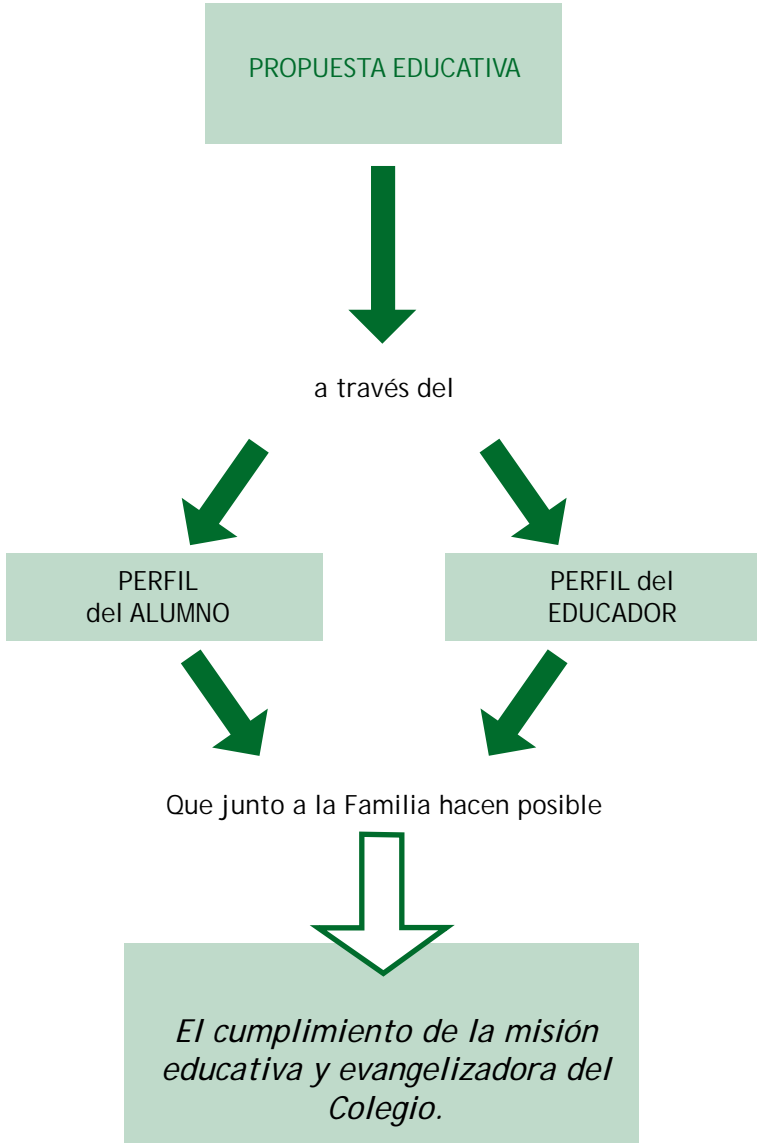 PROPUESTA EDUCATIVA
a través del
PERFIL
del ALUMNO
PERFIL del
EDUCADOR
Que junto a la Familia hacen posible
El cumplimiento de la misión
educativa y evangelizadora del
Colegio.